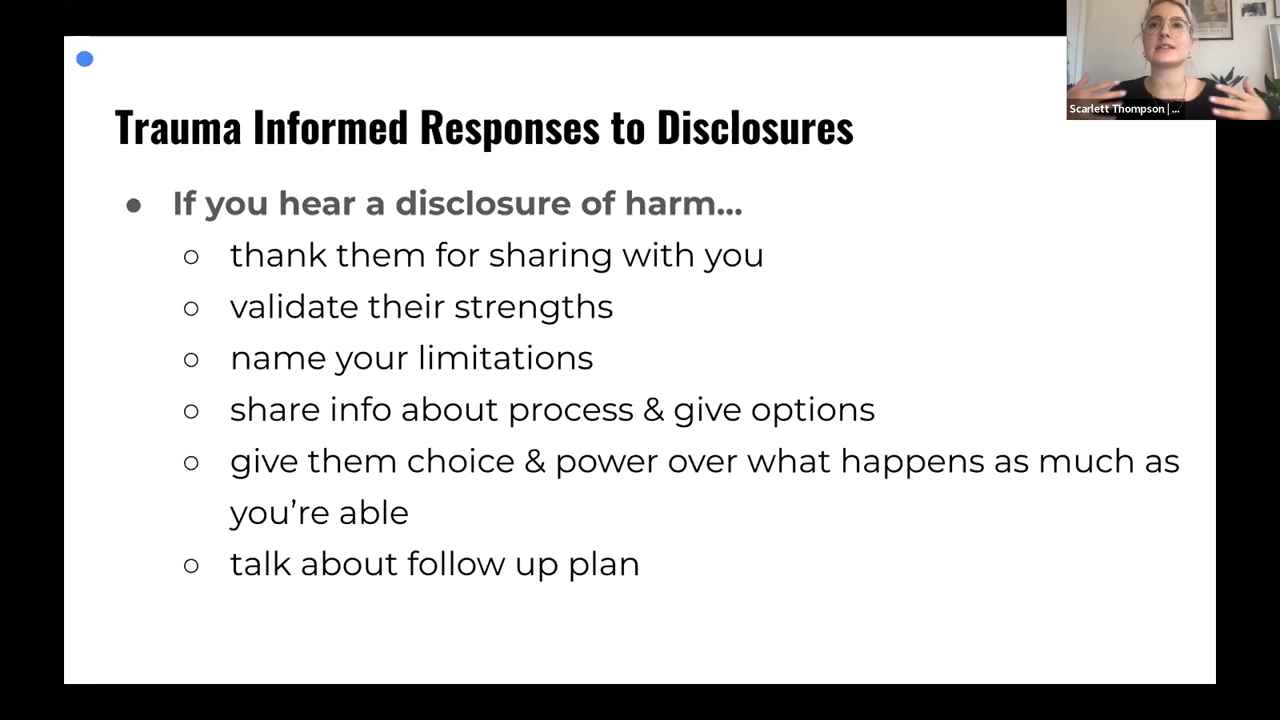 Trauma Informed Responses to Disclosures
● If you hear a disclosure of harm...
○ thank them for sharing with you
○ validate their strengths
○ name your limitations
○ share info about process & give options
○ give them choice & power over what happens as much as
you're able
○ talk about follow up plan
Scarlett Thompson | ...